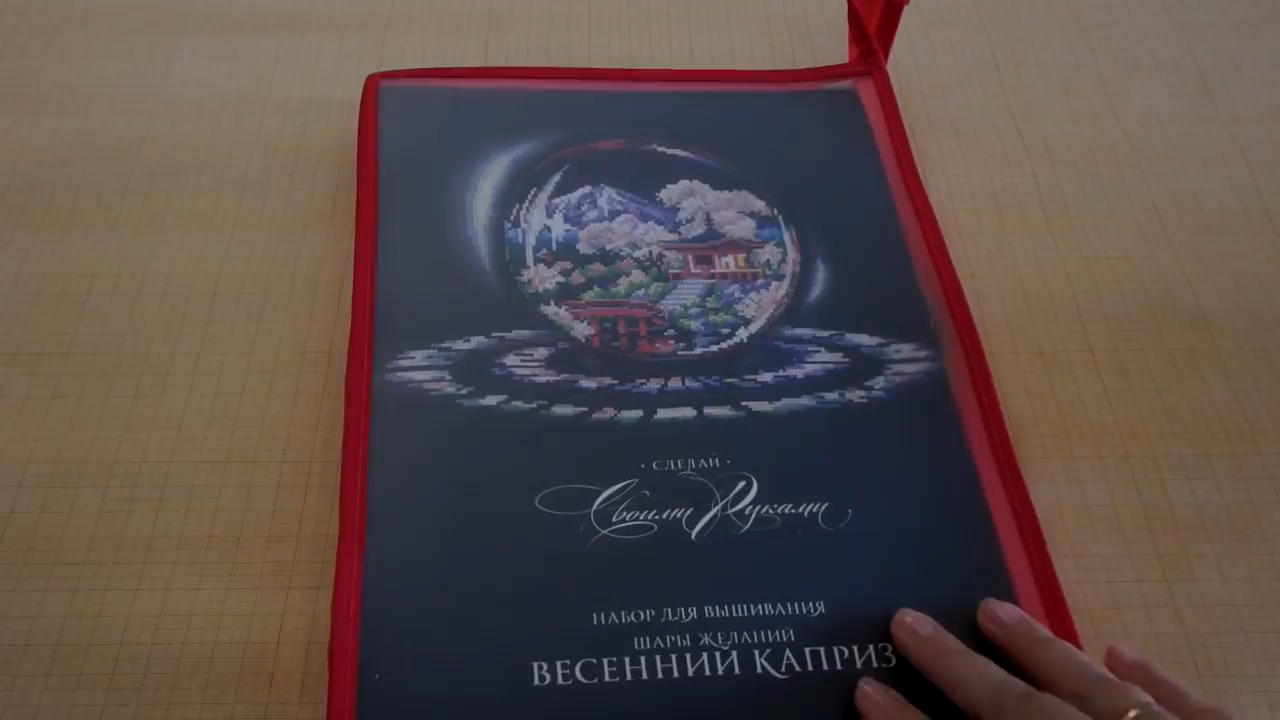 · СДЕЛАЙ ·
Своими Руками
НАБОР ДЛЯ ВЫШИВАНИЯ
ШАРЫ ЖЕЛАНИЙ
ВЕСЕННИЙ КАПРИЗ